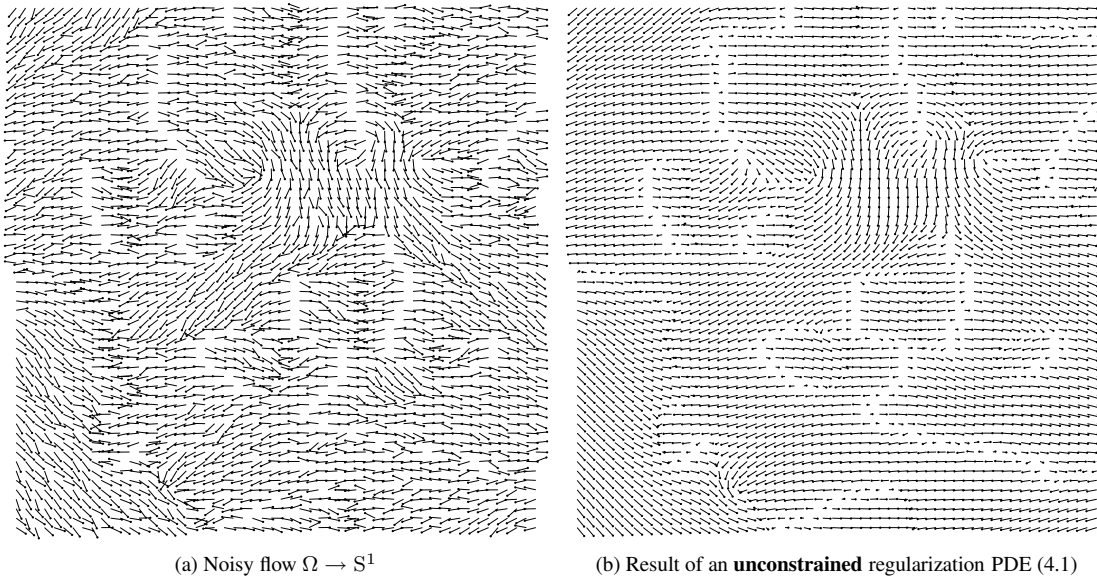 (a) Noisy flow Ω → S¹
(b) Result of an unconstrained regularization PDE (4.1)